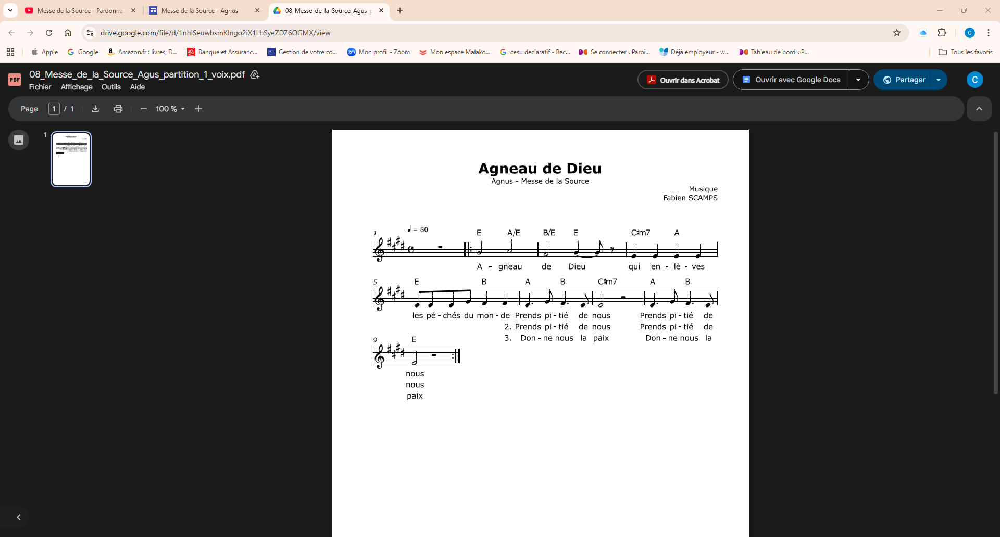 Messe de la Source - Pardonne
Messe de la Source - Agnus
08_Messe_de_la_Source_Agus_p
drive.google.com/file/d/1nhlSeuwbsmKlngo2iX1LbSyeZDZ6OGMX/view
C
Apple
Google
Amazon.fr : livres, D...
Banque et Assuranc...
LCL
Gestion de votre co...
zm
Mon profil - Zoom
Mon espace Malako...
cesu declaratif - Rec...
Se connecter ‹ Paroi...
Déjà employeur - w...
Tableau de bord ‹ P...
Tous les favoris
PDF
08_Messe_de_la_Source_Agus_partition_1_voix.pdf
Fichier Affichage Outils Aide
Ouvrir dans Acrobat
Ouvrir avec Google Docs
Partager
C
Page 1 / 1
100 %
1
Agneau de Dieu
Agnus - Messe de la Source
Musique
Fabien SCAMPS
1 ♩ = 80 E A/E B/E E C♯m7 A
A - gneau de Dieu qui en - lè - ves
5 E B A B C♯m7 A B
les pé - chés du mon - de Prends pi - tié de nous Prends pi - tié de
2. Prends pi - tié de nous Prends pi - tié de
3. Don - ne nous la paix Don - ne nous la
9 E
nous
nous
paix